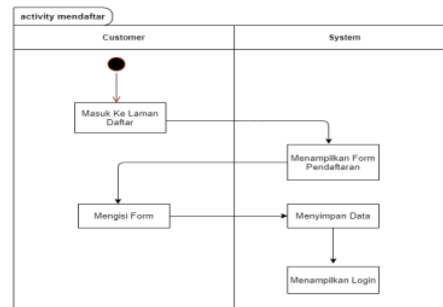 activity mendaftar
Customer
System
Masuk Ke Laman
Daftar
Menampilkan Form
Pendaftaran
Mengisi Form
Menyimpan Data
Menampilkan Login